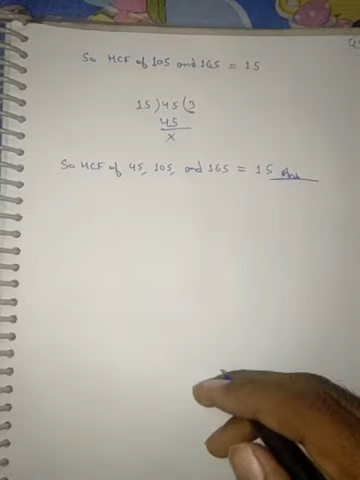 So HCF of 105 and 165 = 15
15 ) 45 ( 3
45
x
So HCF of 45, 105, and 165 = 15 Ans